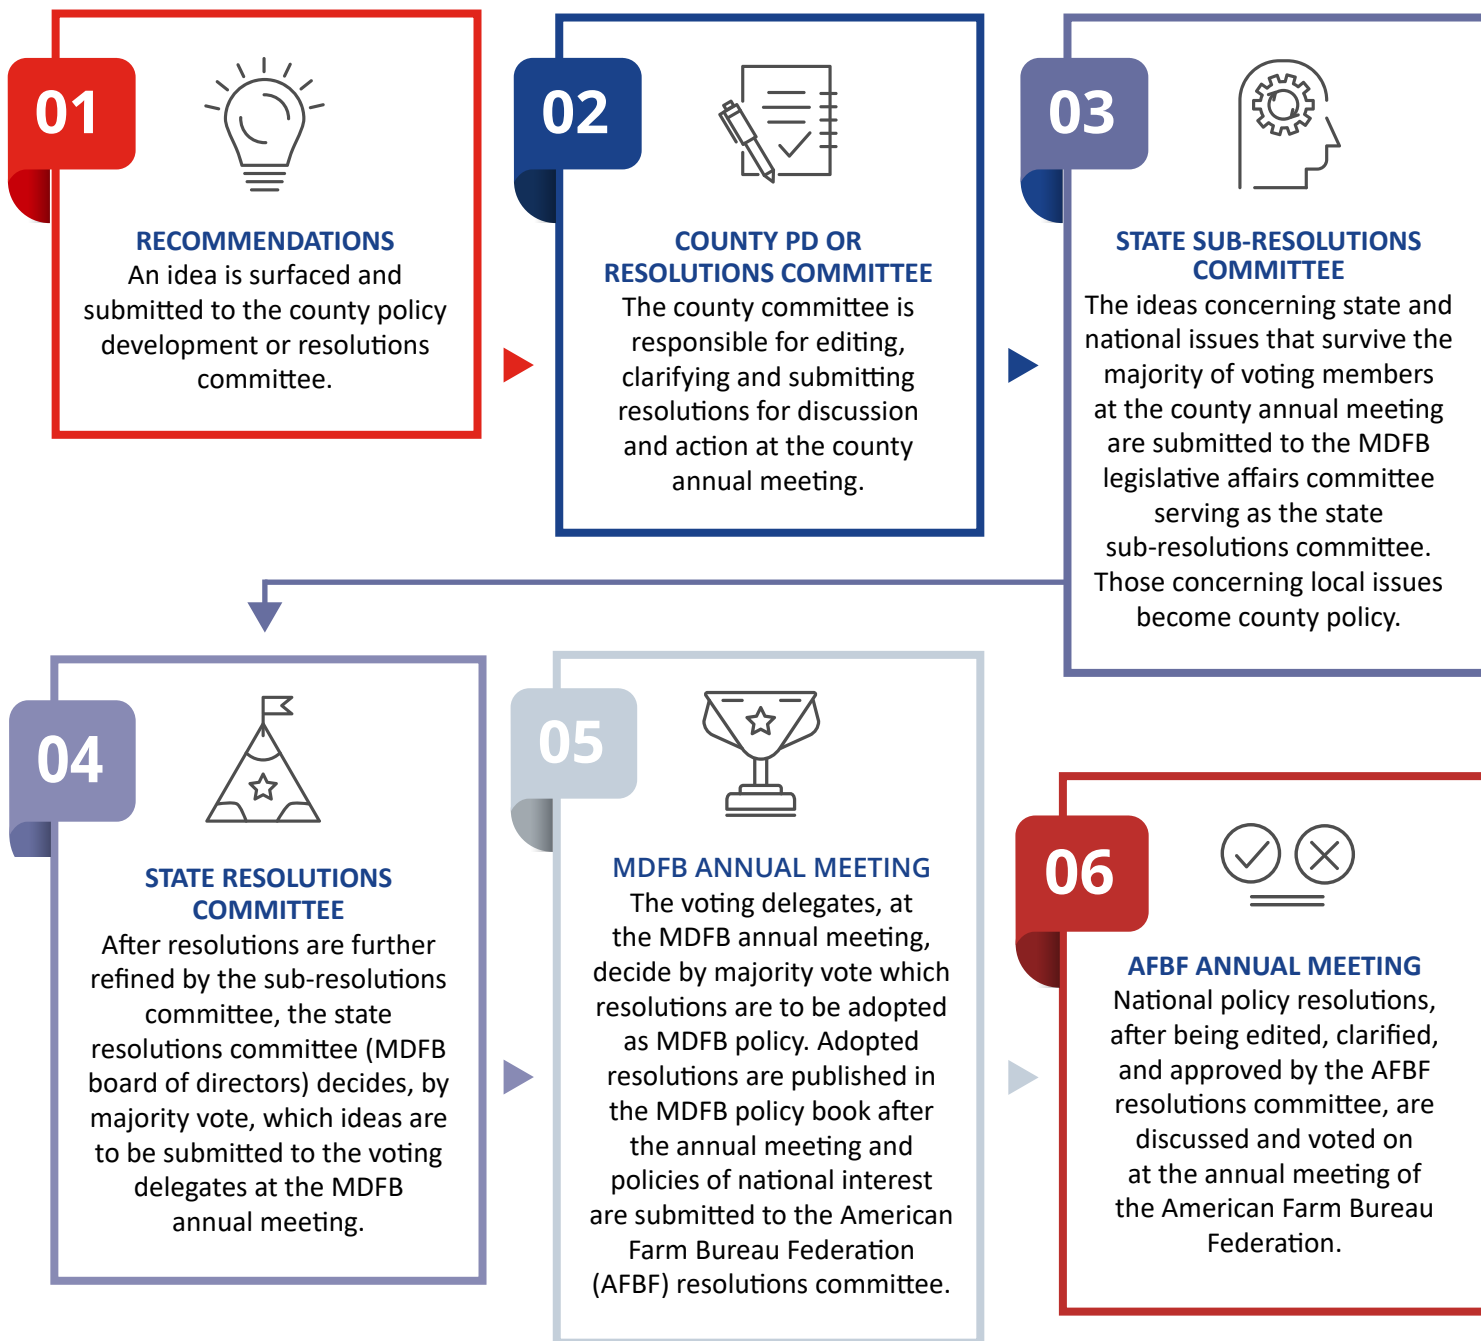 01
RECOMMENDATIONS
An idea is surfaced and
submitted to the county policy
development or resolutions
committee.
02
COUNTY PD OR
RESOLUTIONS COMMITTEE
The county committee is
responsible for editing,
clarifying and submitting
resolutions for discussion
and action at the county
annual meeting.
03
STATE SUB-RESOLUTIONS
COMMITTEE
The ideas concerning state and
national issues that survive the
majority of voting members
at the county annual meeting
are submitted to the MDFB
legislative affairs committee
serving as the state
sub-resolutions committee.
Those concerning local issues
become county policy.
04
STATE RESOLUTIONS
COMMITTEE
After resolutions are further
refined by the sub-resolutions
committee, the state
resolutions committee (MDFB
board of directors) decides, by
majority vote, which ideas are
to be submitted to the voting
delegates at the MDFB
annual meeting.
05
MDFB ANNUAL MEETING
The voting delegates, at
the MDFB annual meeting,
decide by majority vote which
resolutions are to be adopted
as MDFB policy. Adopted
resolutions are published in
the MDFB policy book after
the annual meeting and
policies of national interest
are submitted to the American
Farm Bureau Federation
(AFBF) resolutions committee.
06
AFBF ANNUAL MEETING
National policy resolutions,
after being edited, clarified,
and approved by the AFBF
resolutions committee, are
discussed and voted on
at the annual meeting of
the American Farm Bureau
Federation.